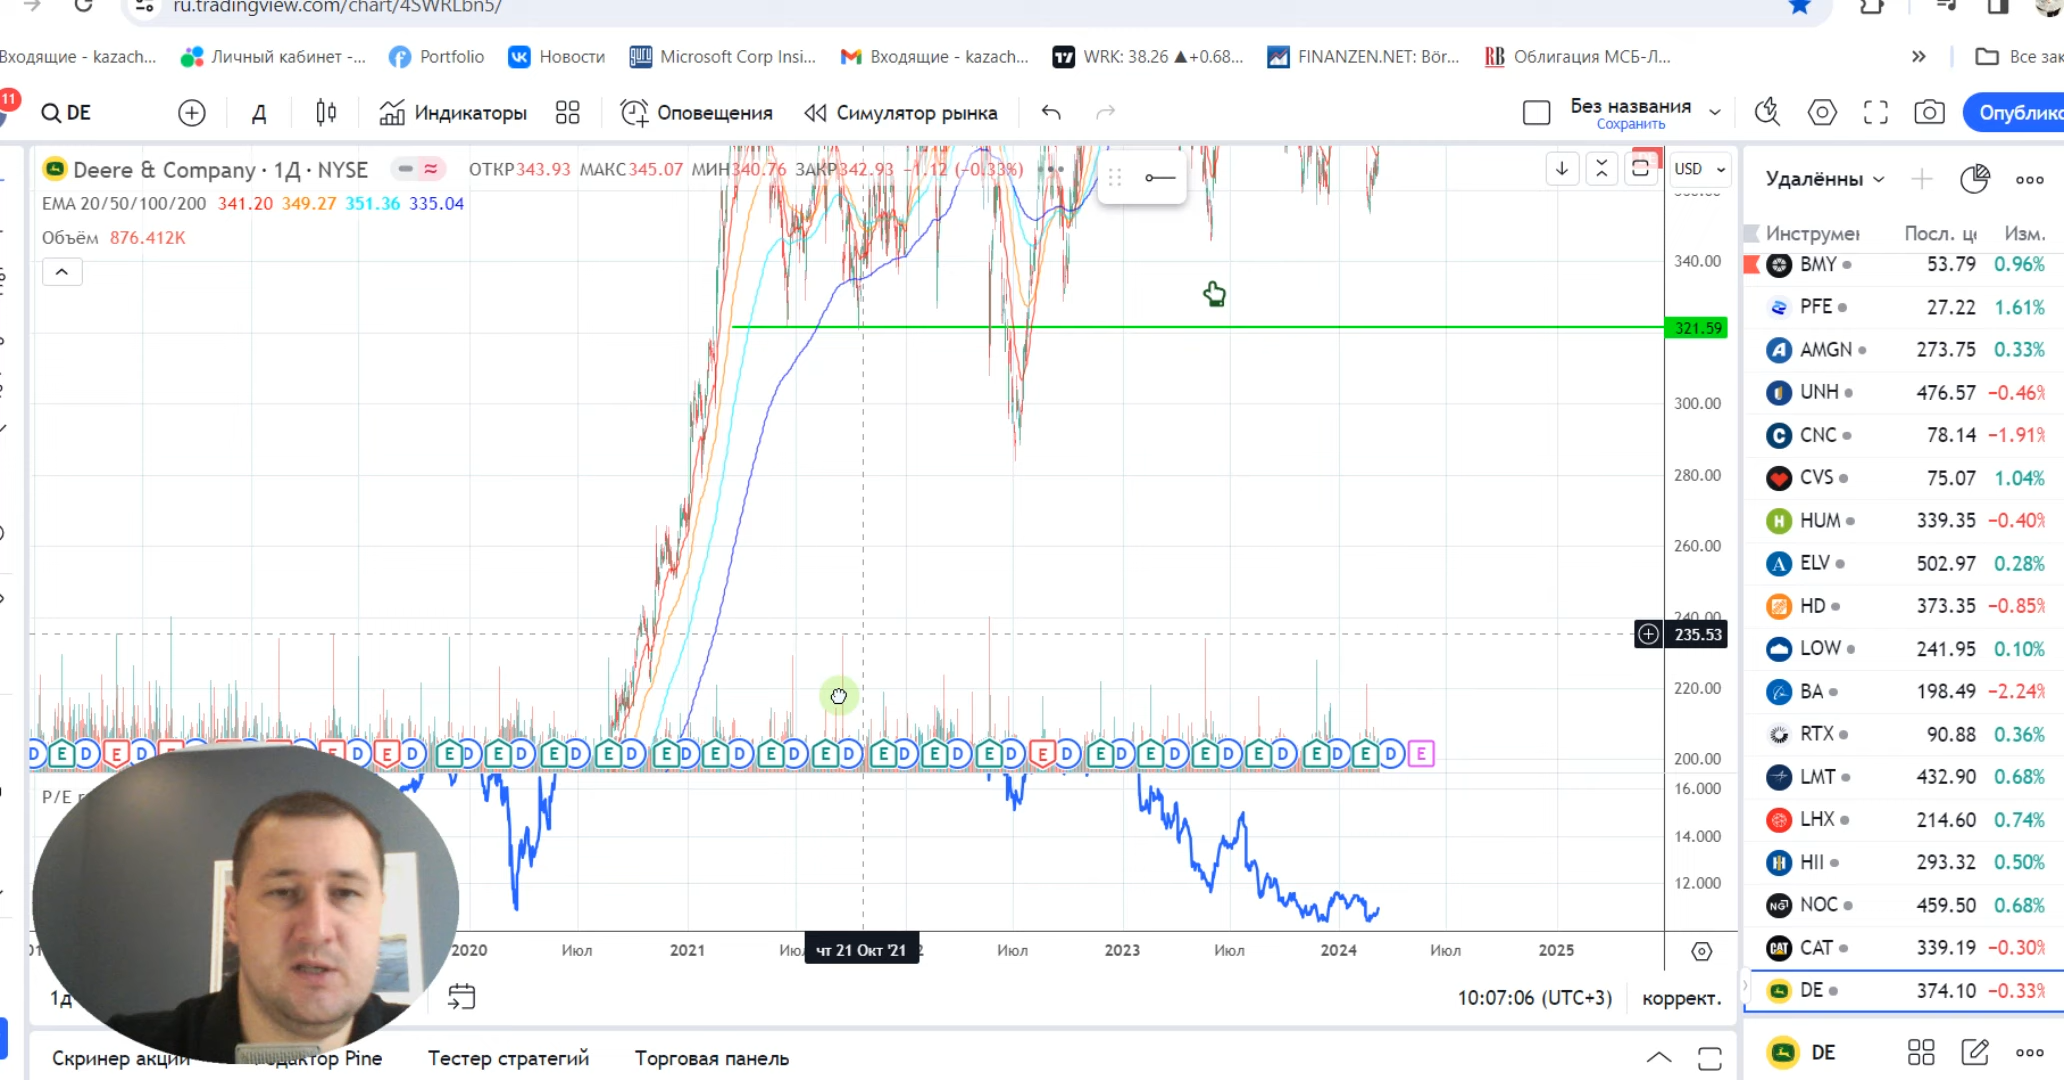 ru.tradingview.com/chart/4SWRLbn5/
Входящие - kazach... Личный кабинет -... Portfolio Новости Microsoft Corp Insi... Входящие - kazach... WRK: 38.26 ▲+0.68... FINANZEN.NET: Bör... Облигация МСБ-Л... » Все зак
11 DE Д Индикаторы Оповещения Симулятор рынка Без названия Опублико
Сохранить
Deere & Company · 1Д · NYSE ОТКР343.93 МАКС345.07 МИН340.76 ЗАКР342.93 −1.12 (−0.33%) USD
EMA 20/50/100/200 341.20 349.27 351.36 335.04
Объём 876.412K
340.00
321.59
300.00
280.00
260.00
240.00
235.53
220.00
D E D E D E D E D E D E D E D E D E D E D E D E D E D E D E D E D E D E D E D E D E D E
200.00
P/E
16.000
14.000
12.000
2020 Июл 2021 Июл чт 21 Окт '21 Июл 2023 Июл 2024 Июл 2025
1д 10:07:06 (UTC+3) коррект.
Скринер акций Тестер стратегий Торговая панель
дактор Pine
Удалённы
Инструмен Посл. це Изм.
BMY 53.79 0.96%
PFE 27.22 1.61%
AMGN 273.75 0.33%
UNH 476.57 −0.46%
CNC 78.14 −1.91%
CVS 75.07 1.04%
HUM 339.35 −0.40%
ELV 502.97 0.28%
HD 373.35 −0.85%
LOW 241.95 0.10%
BA 198.49 −2.24%
RTX 90.88 0.36%
LMT 432.90 0.68%
LHX 214.60 0.74%
HII 293.32 0.50%
NOC 459.50 0.68%
CAT 339.19 −0.30%
DE 374.10 −0.33%
DE